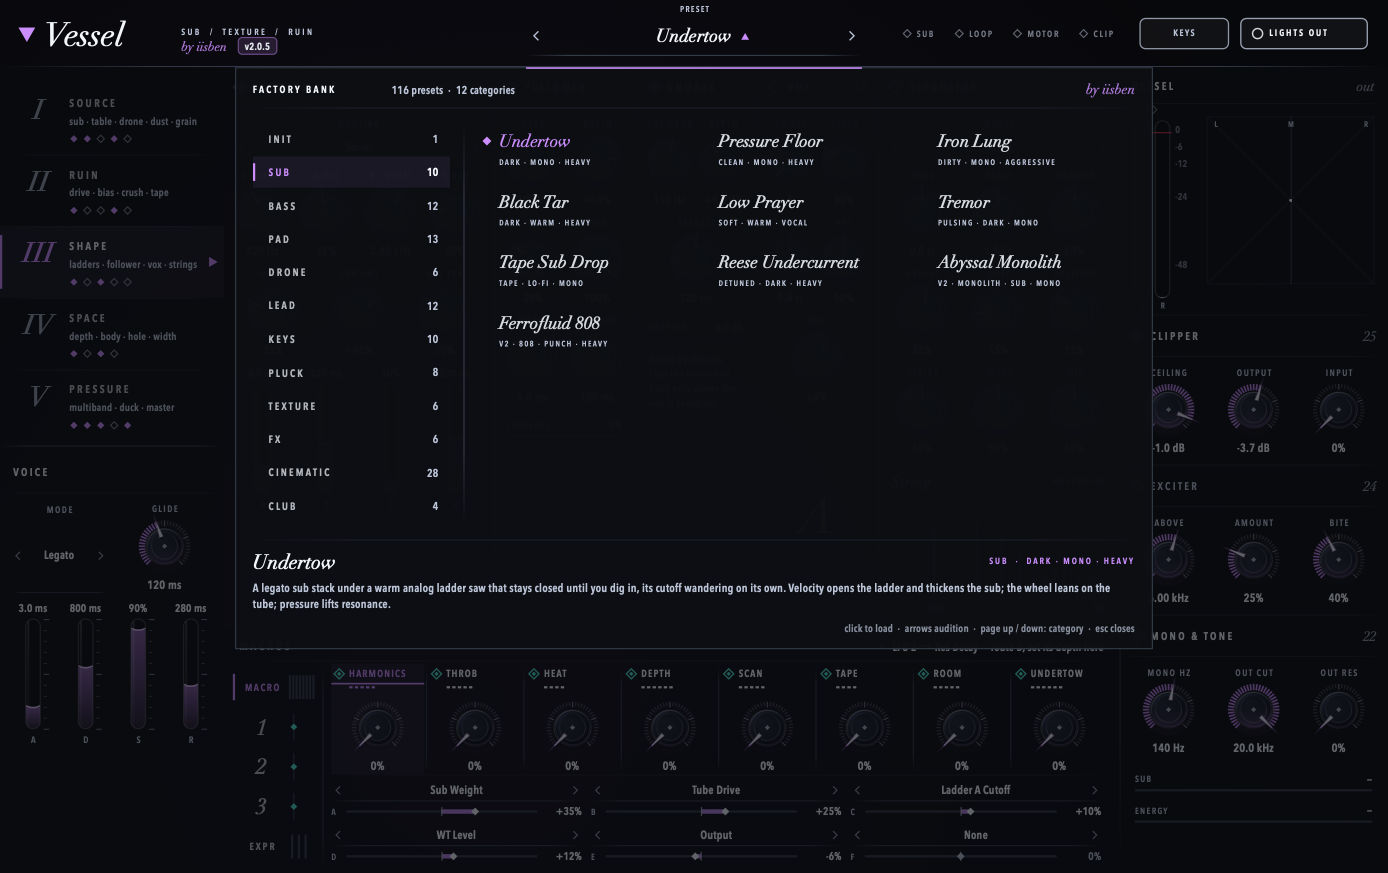 PRESET
Vessel
SUB / TEXTURE / RUIN
by iisben v2.0.5
Undertow
SUB LOOP MOTOR CLIP
KEYS
LIGHTS OUT
FACTORY BANK 116 presets · 12 categories by iisben
INIT 1
SUB 10
BASS 12
PAD 13
DRONE 6
LEAD 12
KEYS 10
PLUCK 8
TEXTURE 6
FX 6
CINEMATIC 28
CLUB 4
Undertow
DARK · MONO · HEAVY
Pressure Floor
CLEAN · MONO · HEAVY
Iron Lung
DIRTY · MONO · AGGRESSIVE
Black Tar
DARK · WARM · HEAVY
Low Prayer
SOFT · WARM · VOCAL
Tremor
PULSING · DARK · MONO
Tape Sub Drop
TAPE · LO-FI · MONO
Reese Undercurrent
DETUNED · DARK · HEAVY
Abyssal Monolith
V2 · MONOLITH · SUB · MONO
Ferrofluid 808
V2 · 808 · PUNCH · HEAVY
Undertow
SUB · DARK · MONO · HEAVY
A legato sub stack under a warm analog ladder saw that stays closed until you dig in, its cutoff wandering on its own. Velocity opens the ladder and thickens the sub; the wheel leans on the
tube; pressure lifts resonance.
click to load · arrows audition · page up / down: category · esc closes
I SOURCE
sub · table · drone · dust · grain
II RUIN
drive · bias · crush · tape
III SHAPE
ladders · follower · vox · strings
IV SPACE
depth · body · hole · width
V PRESSURE
multiband · duck · master
VOICE
MODE GLIDE
Legato
120 ms
3.0 ms 800 ms 90% 280 ms
A D S R
MACRO
1
2
3
EXPR
HARMONICS THROB HEAT DEPTH SCAN TAPE ROOM UNDERTOW
0% 0% 0% 0% 0% 0% 0% 0%
Sub Weight Tube Drive Ladder A Cutoff
A +35% B +25% C +10%
WT Level Output None
D +12% E -6% F 0%
SEL out
0
-6
-12
-24
-48
R
L M R
CLIPPER 25
CEILING OUTPUT INPUT
-1.0 dB -3.7 dB 0%
EXCITER 24
ABOVE AMOUNT BITE
.00 kHz 25% 40%
MONO & TONE 22
MONO HZ OUT CUT OUT RES
140 Hz 20.0 kHz 0%
SUB –
ENERGY –